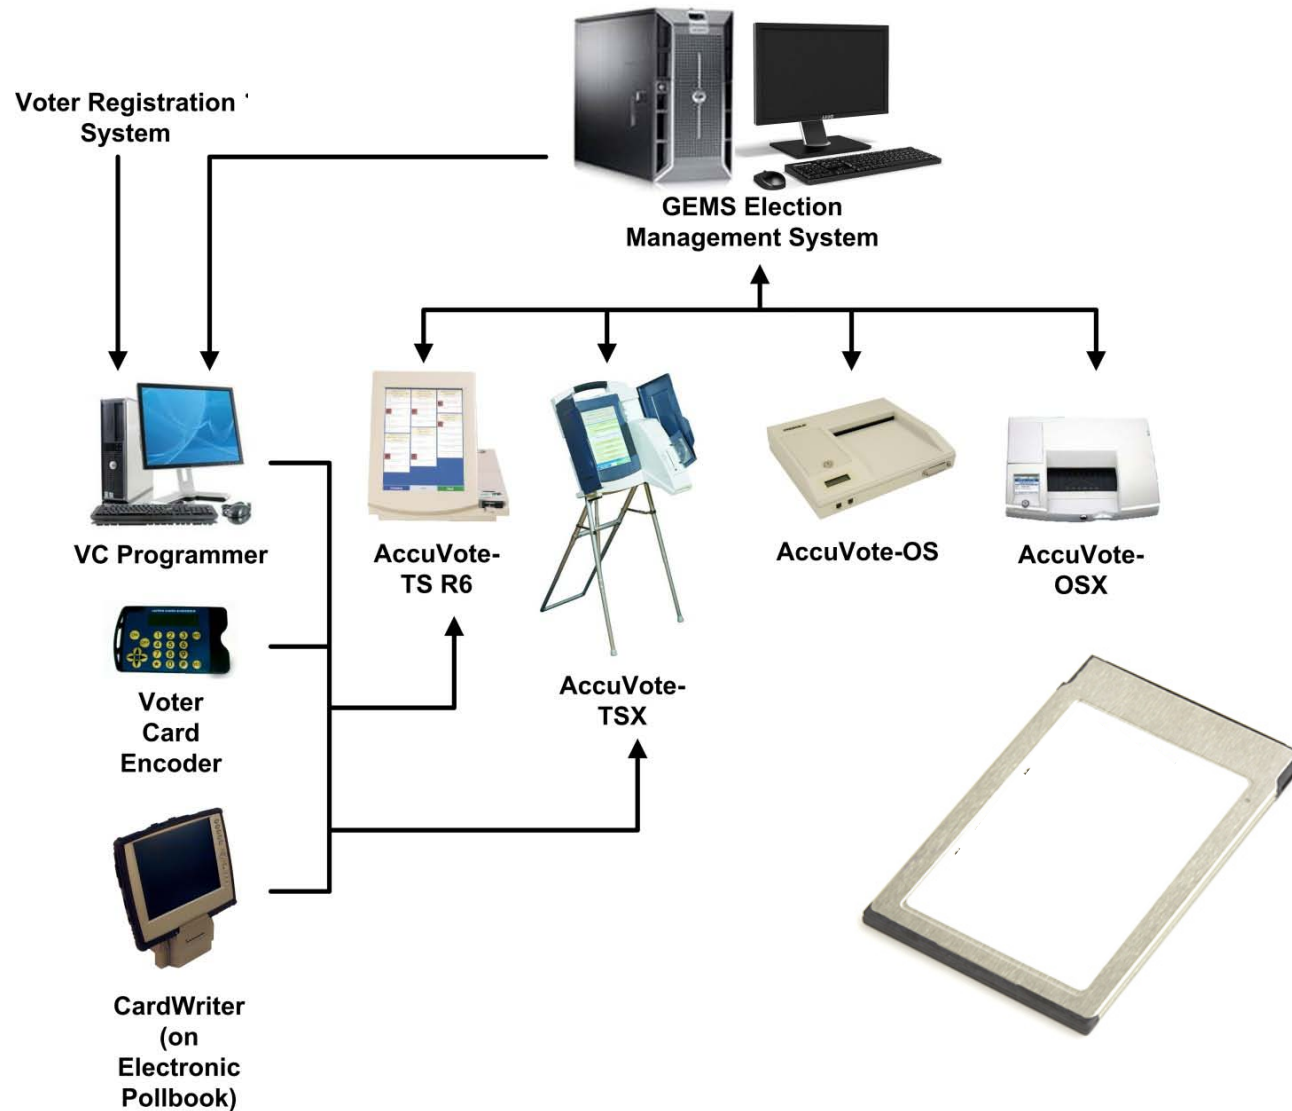 Voter Registration
System
GEMS Election
Management System
VC Programmer
AccuVote-
TS R6
AccuVote-
TSX
AccuVote-OS
AccuVote-
OSX
Voter
Card
Encoder
CardWriter
(on
Electronic
Pollbook)